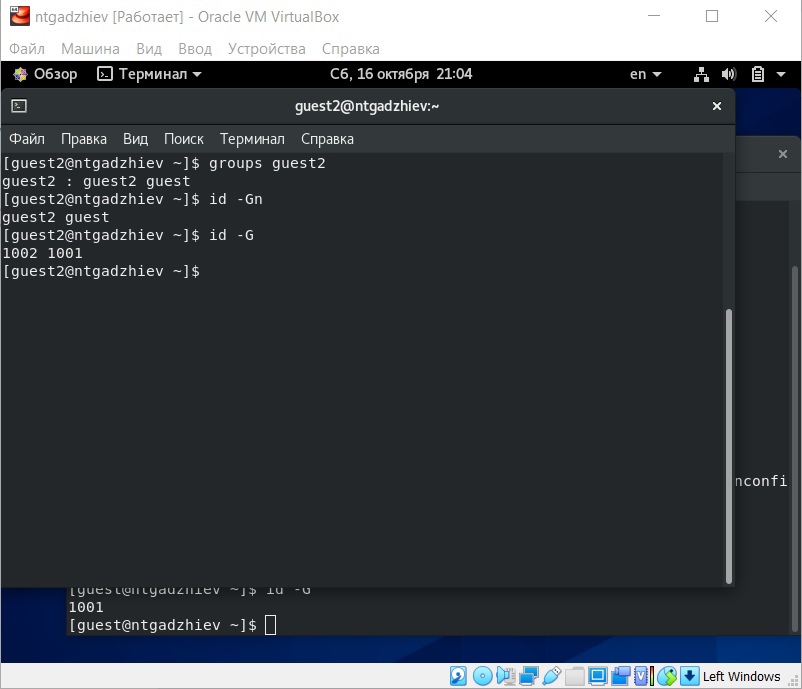 ntgadzhiev [Работает] - Oracle VM VirtualBox
Файл Машина Вид Ввод Устройства Справка
Обзор Терминал Сб, 16 октября 21:04 en
guest2@ntgadzhiev:~
Файл Правка Вид Поиск Терминал Справка
[guest2@ntgadzhiev ~]$ groups guest2
guest2 : guest2 guest
[guest2@ntgadzhiev ~]$ id -Gn
guest2 guest
[guest2@ntgadzhiev ~]$ id -G
1002 1001
[guest2@ntgadzhiev ~]$
nconfi
[guest@ntgadzhiev ~]$ id -G
1001
[guest@ntgadzhiev ~]$
Left Windows